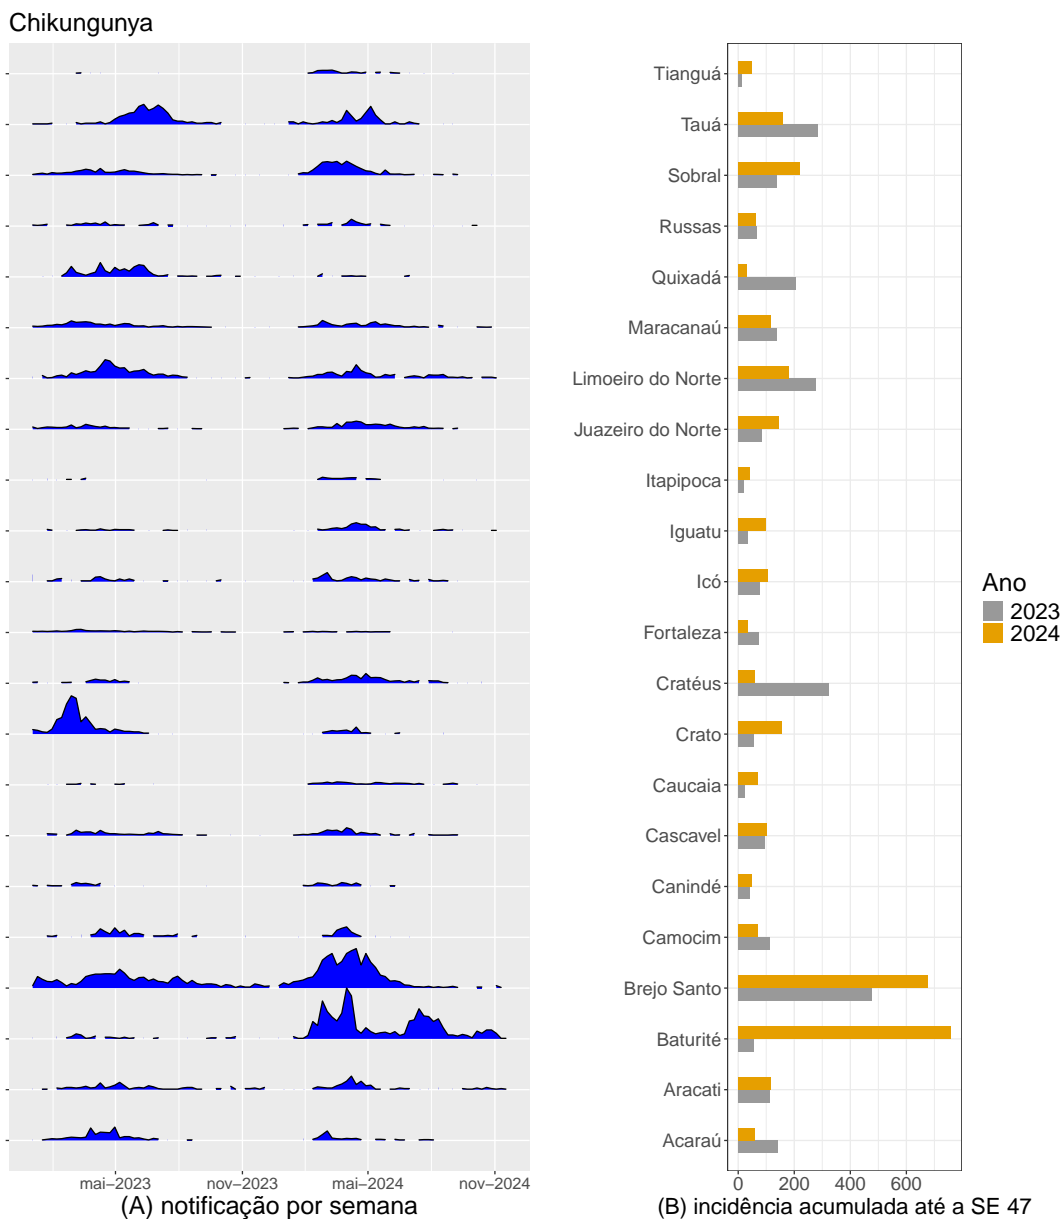 Chikungunya
Tianguá
Tauá
Sobral
Russas
Quixadá
Maracanaú
Limoeiro do Norte
Juazeiro do Norte
Itapipoca
Iguatu
Icó
Fortaleza
Cratéus
Crato
Caucaia
Cascavel
Canindé
Camocim
Brejo Santo
Baturité
Aracati
Acaraú
Ano
2023
2024
mai–2023 nov–2023 mai–2024 nov–2024
0 200 400 600
(A) notificação por semana
(B) incidência acumulada até a SE 47